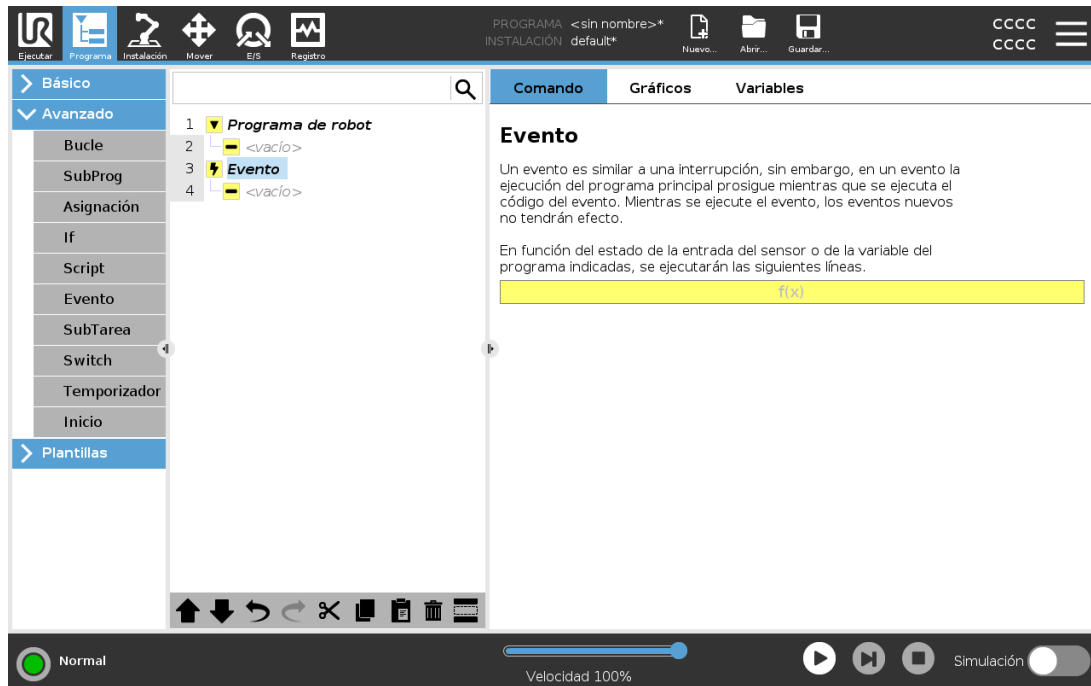 UR
PROGRAMA <sin nombre>*
INSTALACIÓN default*
CCCC
CCCC
Ejecutar Programa Instalación Mover E/S Registro Nuevo... Abrir... Guardar...
Básico
Avanzado
Bucle
SubProg
Asignación
If
Script
Evento
SubTarea
Switch
Temporizador
Inicio
Plantillas
1 Programa de robot
2 <vacío>
3 Evento
4 <vacío>
Comando Gráficos Variables
Evento
Un evento es similar a una interrupción, sin embargo, en un evento la
ejecución del programa principal prosigue mientras que se ejecuta el
código del evento. Mientras se ejecute el evento, los eventos nuevos
no tendrán efecto.
En función del estado de la entrada del sensor o de la variable del
programa indicadas, se ejecutarán las siguientes líneas.
f(x)
Normal
Velocidad 100%
Simulación